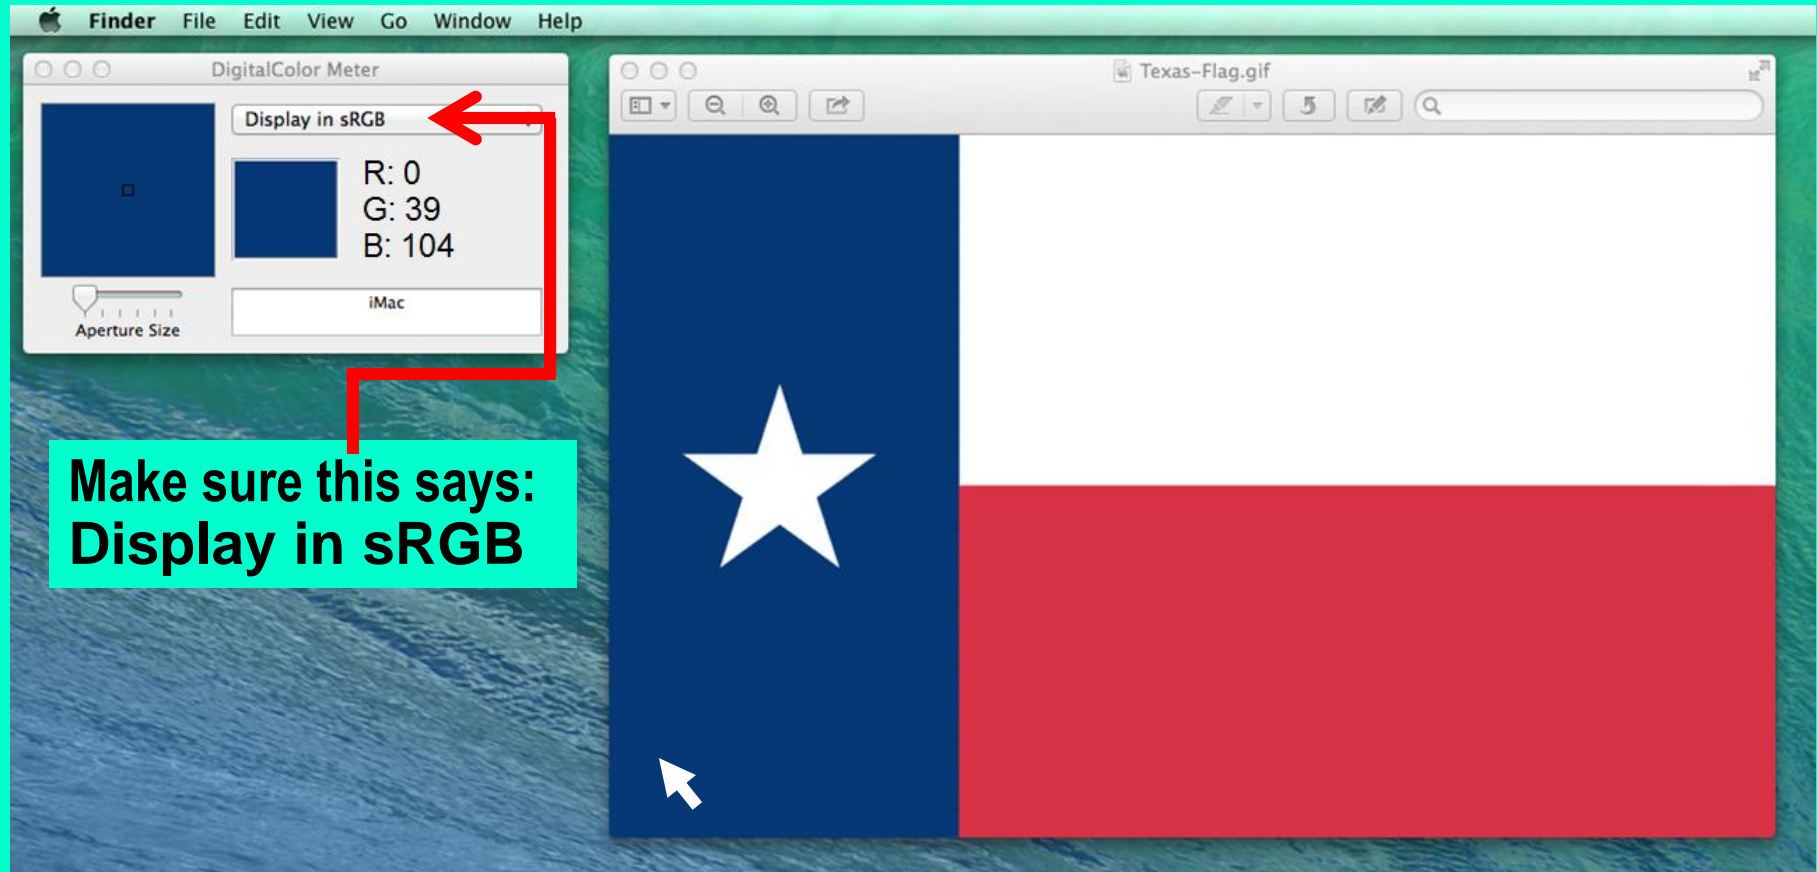 Finder File Edit View Go Window Help
DigitalColor Meter
Display in sRGB
R: 0
G: 39
B: 104
Aperture Size
iMac
Make sure this says:
Display in sRGB
Texas-Flag.gif